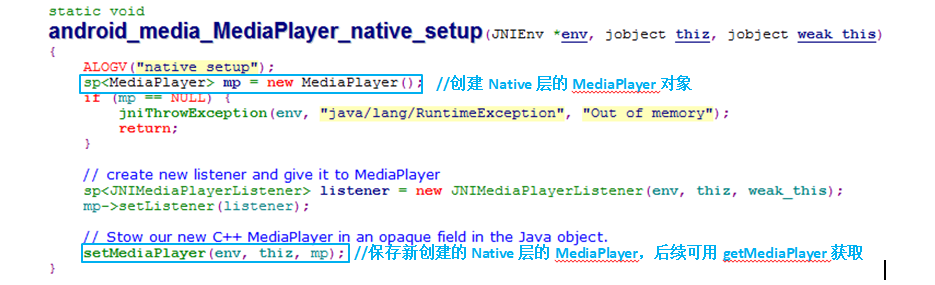 static void
android_media_MediaPlayer_native_setup(JNIEnv *env, jobject thiz, jobject weak_this)
{
ALOGV("native_setup");
sp<MediaPlayer> mp = new MediaPlayer(); //创建 Native 层的 MediaPlayer 对象
if (mp == NULL) {
jniThrowException(env, "java/lang/RuntimeException", "Out of memory");
return;
}
// create new listener and give it to MediaPlayer
sp<JNIMediaPlayerListener> listener = new JNIMediaPlayerListener(env, thiz, weak_this);
mp->setListener(listener);
// Stow our new C++ MediaPlayer in an opaque field in the Java object.
setMediaPlayer(env, thiz, mp); //保存新创建的 Native 层的 MediaPlayer，后续可用 getMediaPlayer 获取
}